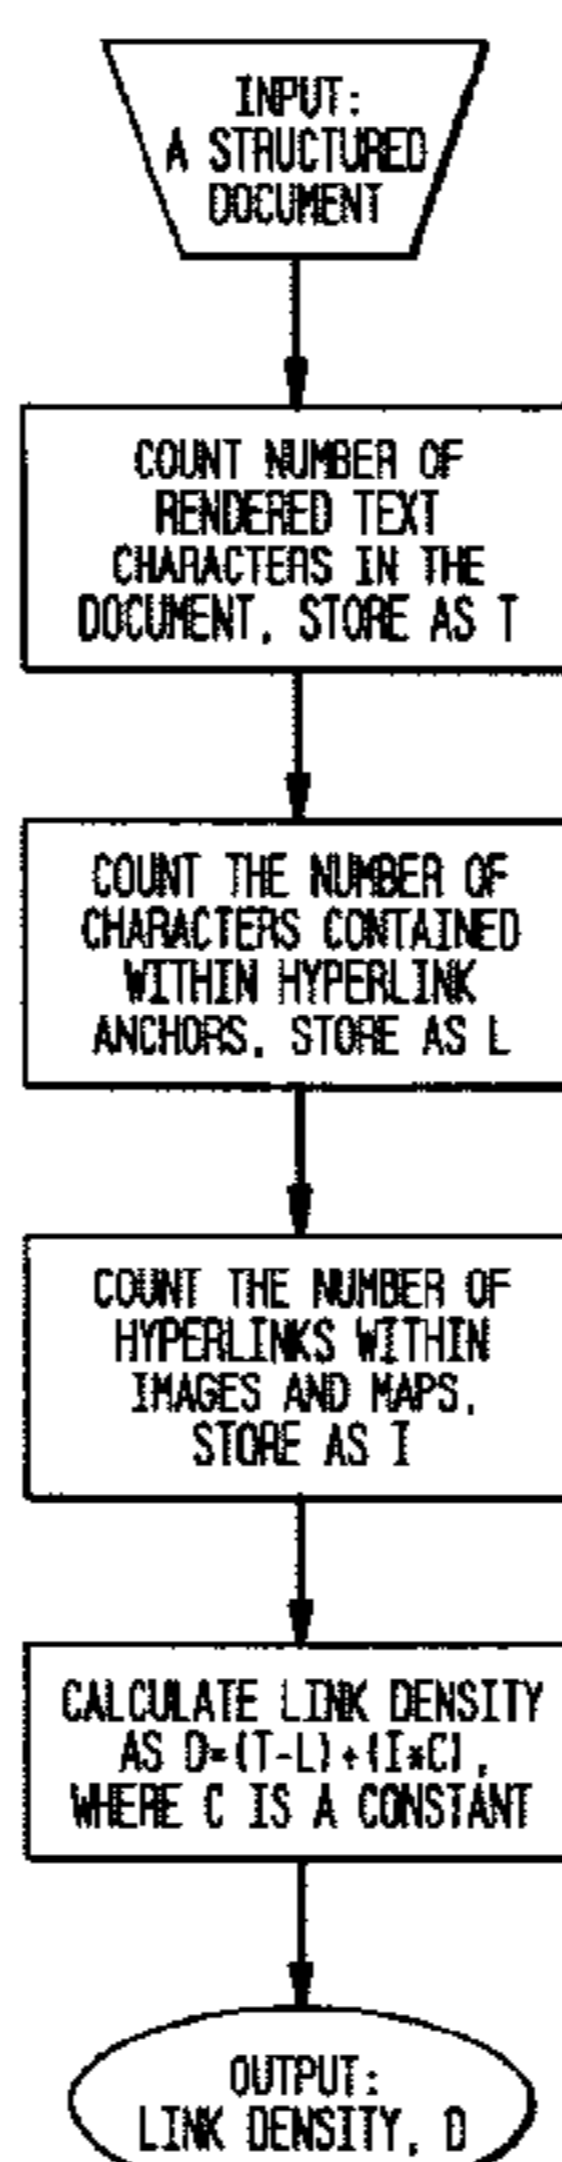 INPUT:
A STRUCTURED
DOCUMENT
COUNT NUMBER OF
RENDERED TEXT
CHARACTERS IN THE
DOCUMENT, STORE AS T
COUNT THE NUMBER OF
CHARACTERS CONTAINED
WITHIN HYPERLINK
ANCHORS, STORE AS L
COUNT THE NUMBER OF
HYPERLINKS WITHIN
IMAGES AND MAPS,
STORE AS I
CALCULATE LINK DENSITY
AS D=(T-L)+(I*C),
WHERE C IS A CONSTANT
OUTPUT:
LINK DENSITY, D